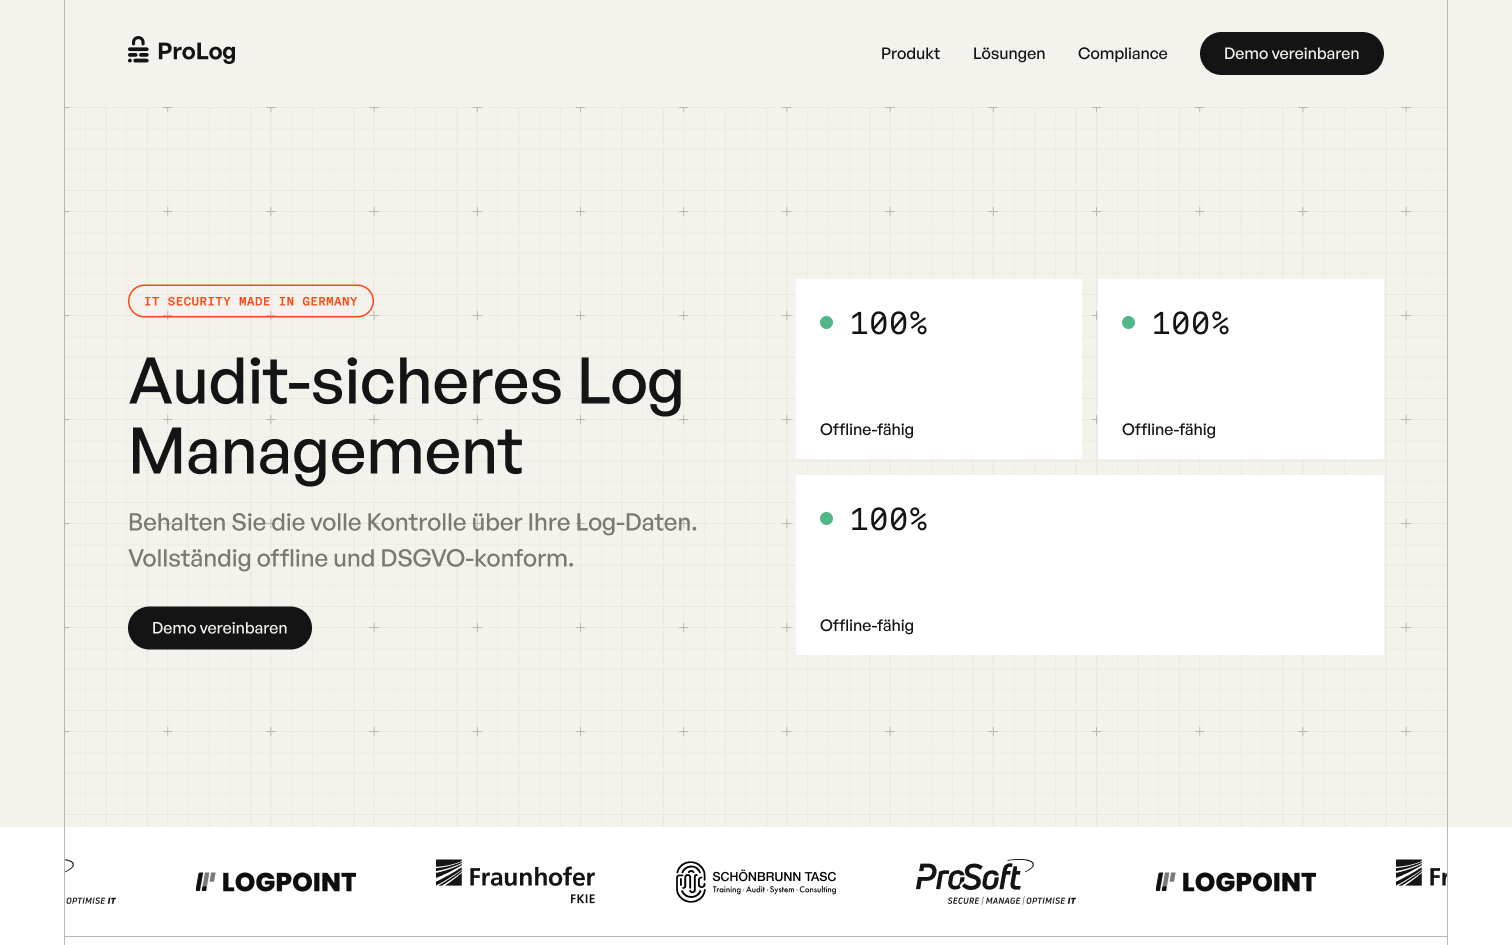 ProLog
Produkt
Lösungen
Compliance
Demo vereinbaren
IT SECURITY MADE IN GERMANY
Audit-sicheres Log
Management
Behalten Sie die volle Kontrolle über Ihre Log-Daten.
Vollständig offline und DSGVO-konform.
Demo vereinbaren
100%
Offline-fähig
100%
Offline-fähig
100%
Offline-fähig
OPTIMISE IT
LOGPOINT
Fraunhofer
FKIE
SCHÖNBRUNN TASC
Training · Audit · System · Consulting
ProSoft
SECURE / MANAGE / OPTIMISE IT
LOGPOINT
Fr